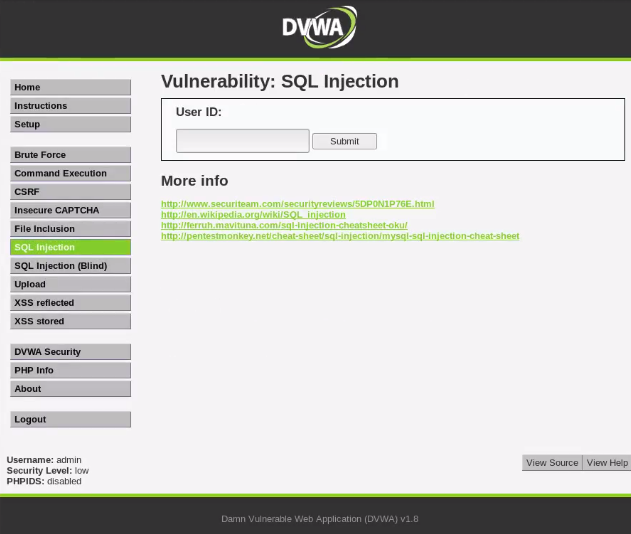 DVWA
Vulnerability: SQL Injection
Home
Instructions
Setup
Brute Force
Command Execution
CSRF
Insecure CAPTCHA
File Inclusion
SQL Injection
SQL Injection (Blind)
Upload
XSS reflected
XSS stored
DVWA Security
PHP Info
About
Logout
User ID:
Submit
More info
http://www.securiteam.com/securityreviews/5DP0N1P76E.html
http://en.wikipedia.org/wiki/SQL_injection
http://ferruh.mavituna.com/sql-injection-cheatsheet-oku/
http://pentestmonkey.net/cheat-sheet/sql-injection/mysql-sql-injection-cheat-sheet
Username: admin
Security Level: low
PHPIDS: disabled
View Source View Help
Damn Vulnerable Web Application (DVWA) v1.8